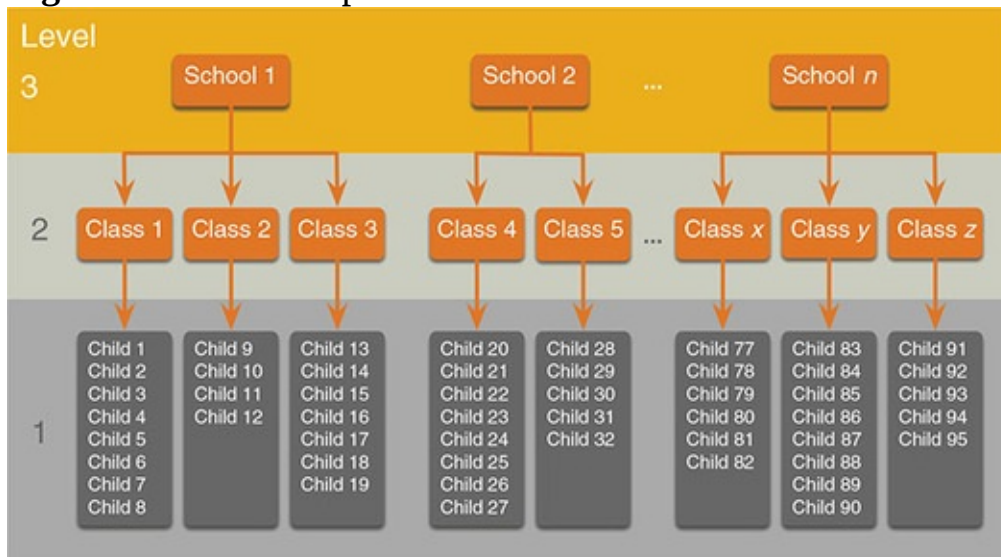 Level
3
School 1
School 2
...
School n
2
Class 1
Class 2
Class 3
Class 4
Class 5
...
Class x
Class y
Class z
1
Child 1
Child 2
Child 3
Child 4
Child 5
Child 6
Child 7
Child 8
Child 9
Child 10
Child 11
Child 12
Child 13
Child 14
Child 15
Child 16
Child 17
Child 18
Child 19
Child 20
Child 21
Child 22
Child 23
Child 24
Child 25
Child 26
Child 27
Child 28
Child 29
Child 30
Child 31
Child 32
Child 77
Child 78
Child 79
Child 80
Child 81
Child 82
Child 83
Child 84
Child 85
Child 86
Child 87
Child 88
Child 89
Child 90
Child 91
Child 92
Child 93
Child 94
Child 95